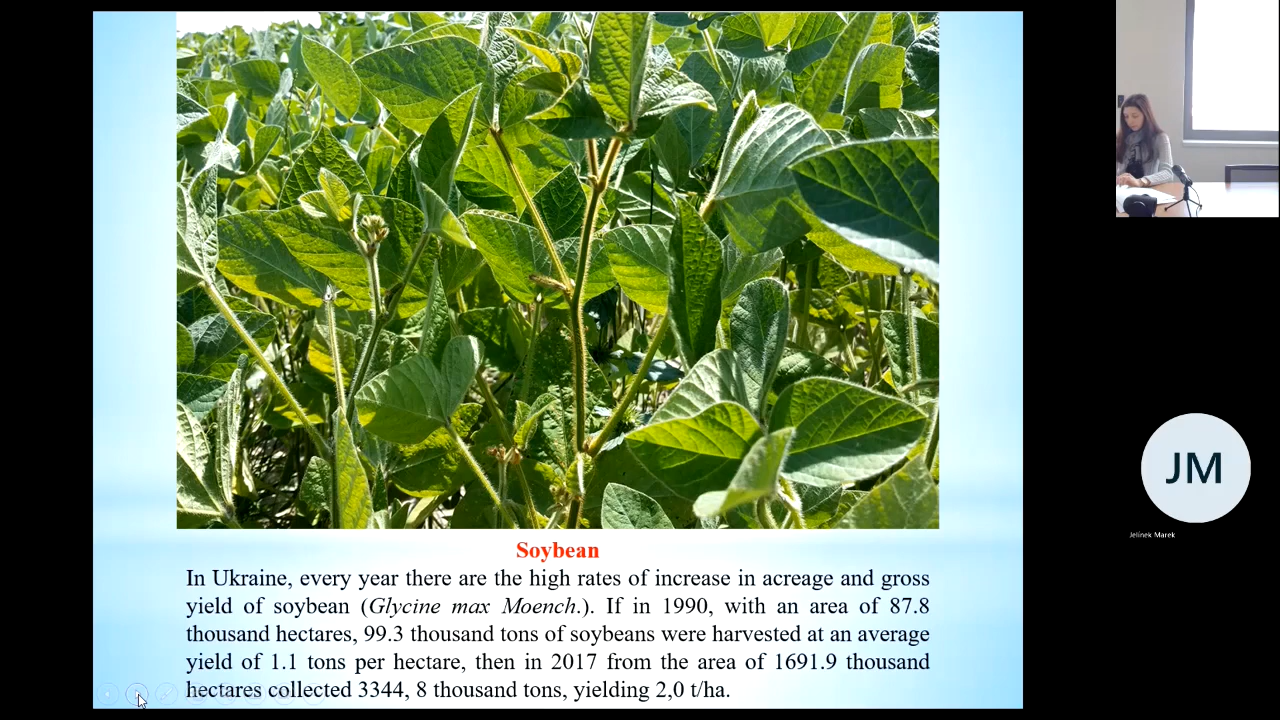 Soybean
In Ukraine, every year there are the high rates of increase in acreage and gross
yield of soybean (Glycine max Moench.). If in 1990, with an area of 87.8
thousand hectares, 99.3 thousand tons of soybeans were harvested at an average
yield of 1.1 tons per hectare, then in 2017 from the area of 1691.9 thousand
hectares collected 3344, 8 thousand tons, yielding 2,0 t/ha.
JM
Jelínek Marek